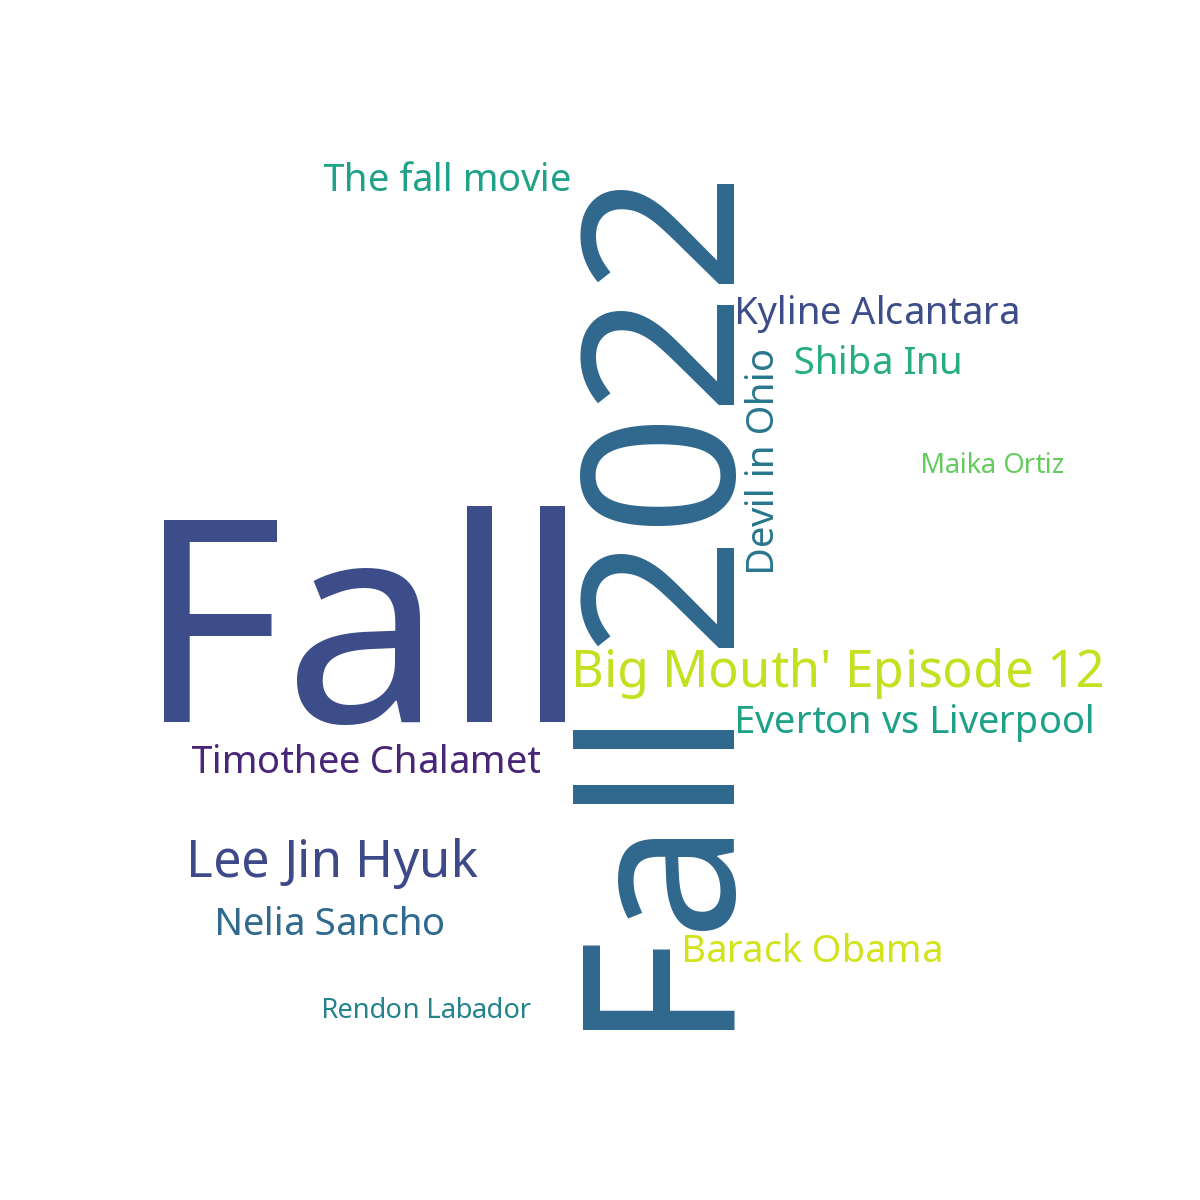 The fall movie
Fall 2022
Kyline Alcantara
Shiba Inu
Devil in Ohio
Maika Ortiz
Fall
Big Mouth' Episode 12
Everton vs Liverpool
Timothee Chalamet
Lee Jin Hyuk
Nelia Sancho
Barack Obama
Rendon Labador